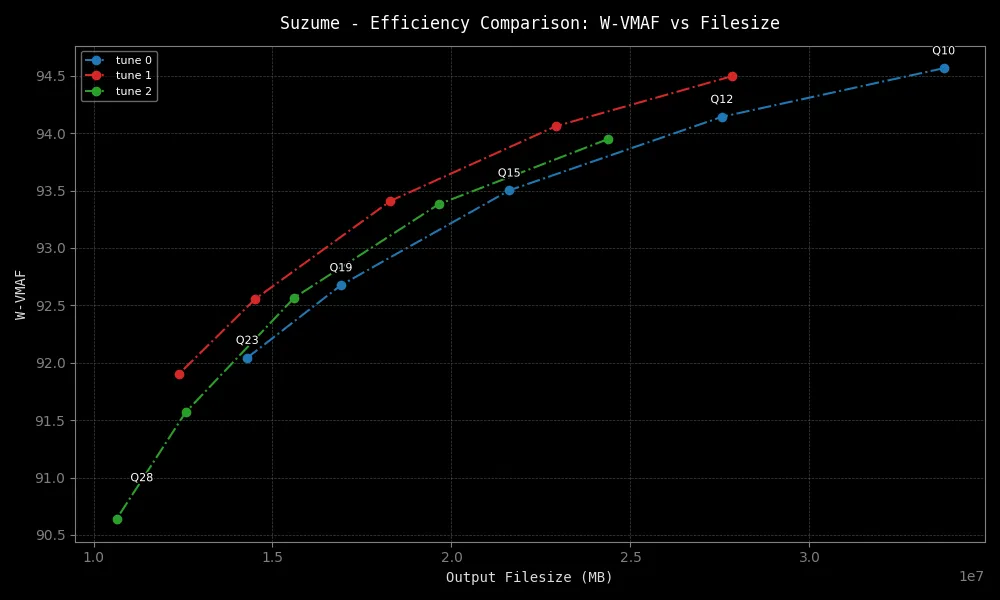 Suzume - Efficiency Comparison: W-VMAF vs Filesize
tune 0
tune 1
tune 2
Q10
Q12
Q15
Q19
Q23
Q28
W-VMAF
94.5
94.0
93.5
93.0
92.5
92.0
91.5
91.0
90.5
1.0 1.5 2.0 2.5 3.0
1e7
Output Filesize (MB)